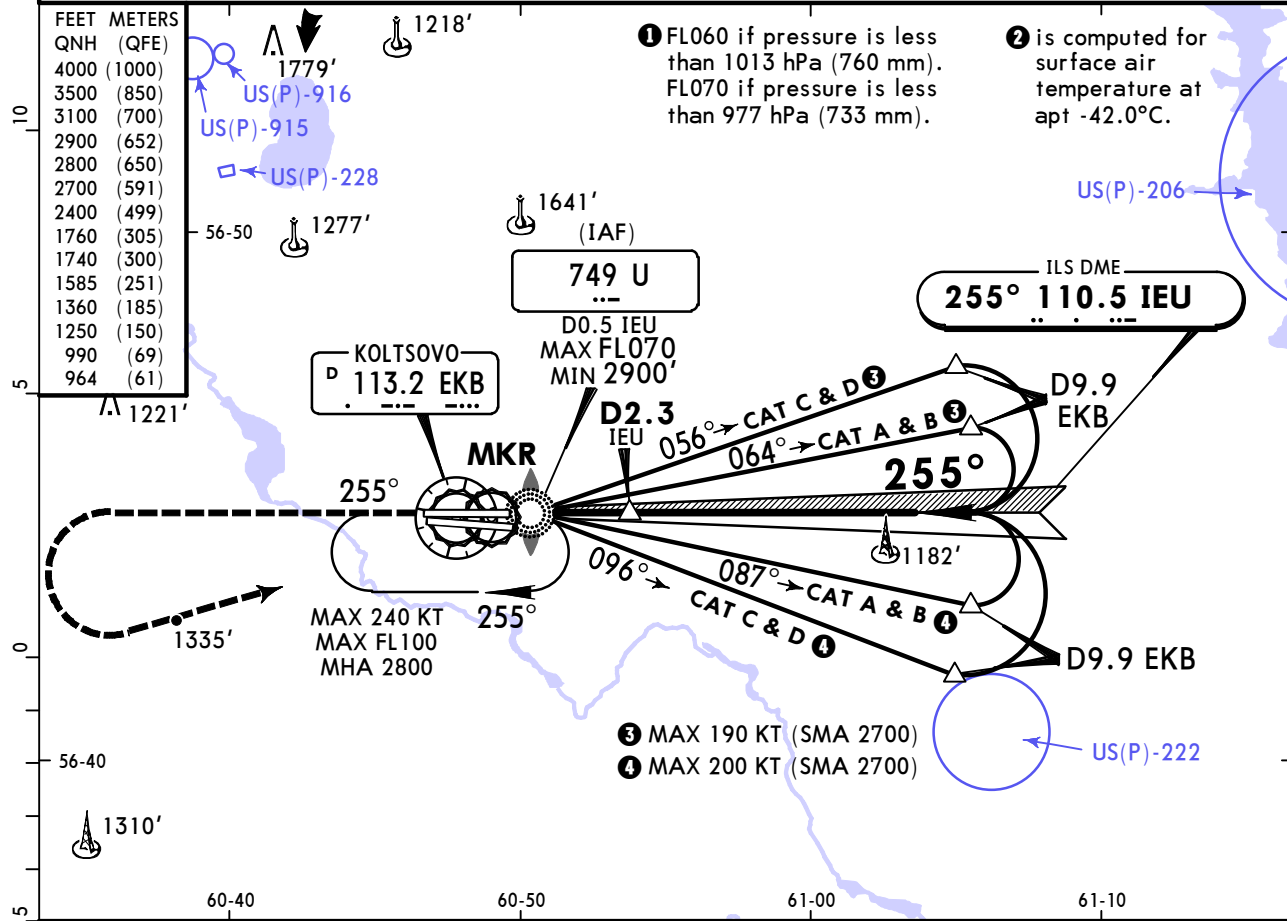 FEET METERS
QNH (QFE)
4000 (1000)
3500 (850)
3100 (700)
2900 (652)
2800 (650)
2700 (591)
2400 (499)
1760 (305)
1740 (300)
1585 (251)
1360 (185)
1250 (150)
990 (69)
964 (61)
1218'
1779'
US(P)-916
US(P)-915
US(P)-228
1277'
56-50
1641'
1 FL060 if pressure is less
than 1013 hPa (760 mm).
FL070 if pressure is less
than 977 hPa (733 mm).
2 is computed for
surface air
temperature at
apt -42.0°C.
US(P)-206
(IAF)
749 U
D0.5 IEU
MAX FL070
MIN 2900'
ILS DME
255° 110.5 IEU
KOLTSOVO
D 113.2 EKB
1221'
MKR
D2.3
IEU
056° CAT C & D 3
064° CAT A & B 3
D9.9
EKB
255°
255°
1182'
087° CAT A & B 4
096° CAT C & D 4
D9.9 EKB
255°
MAX 240 KT
MAX FL100
MHA 2800
1335'
3 MAX 190 KT (SMA 2700)
4 MAX 200 KT (SMA 2700)
US(P)-222
56-40
1310'
10
5
0
5
60-40
60-50
61-00
61-10